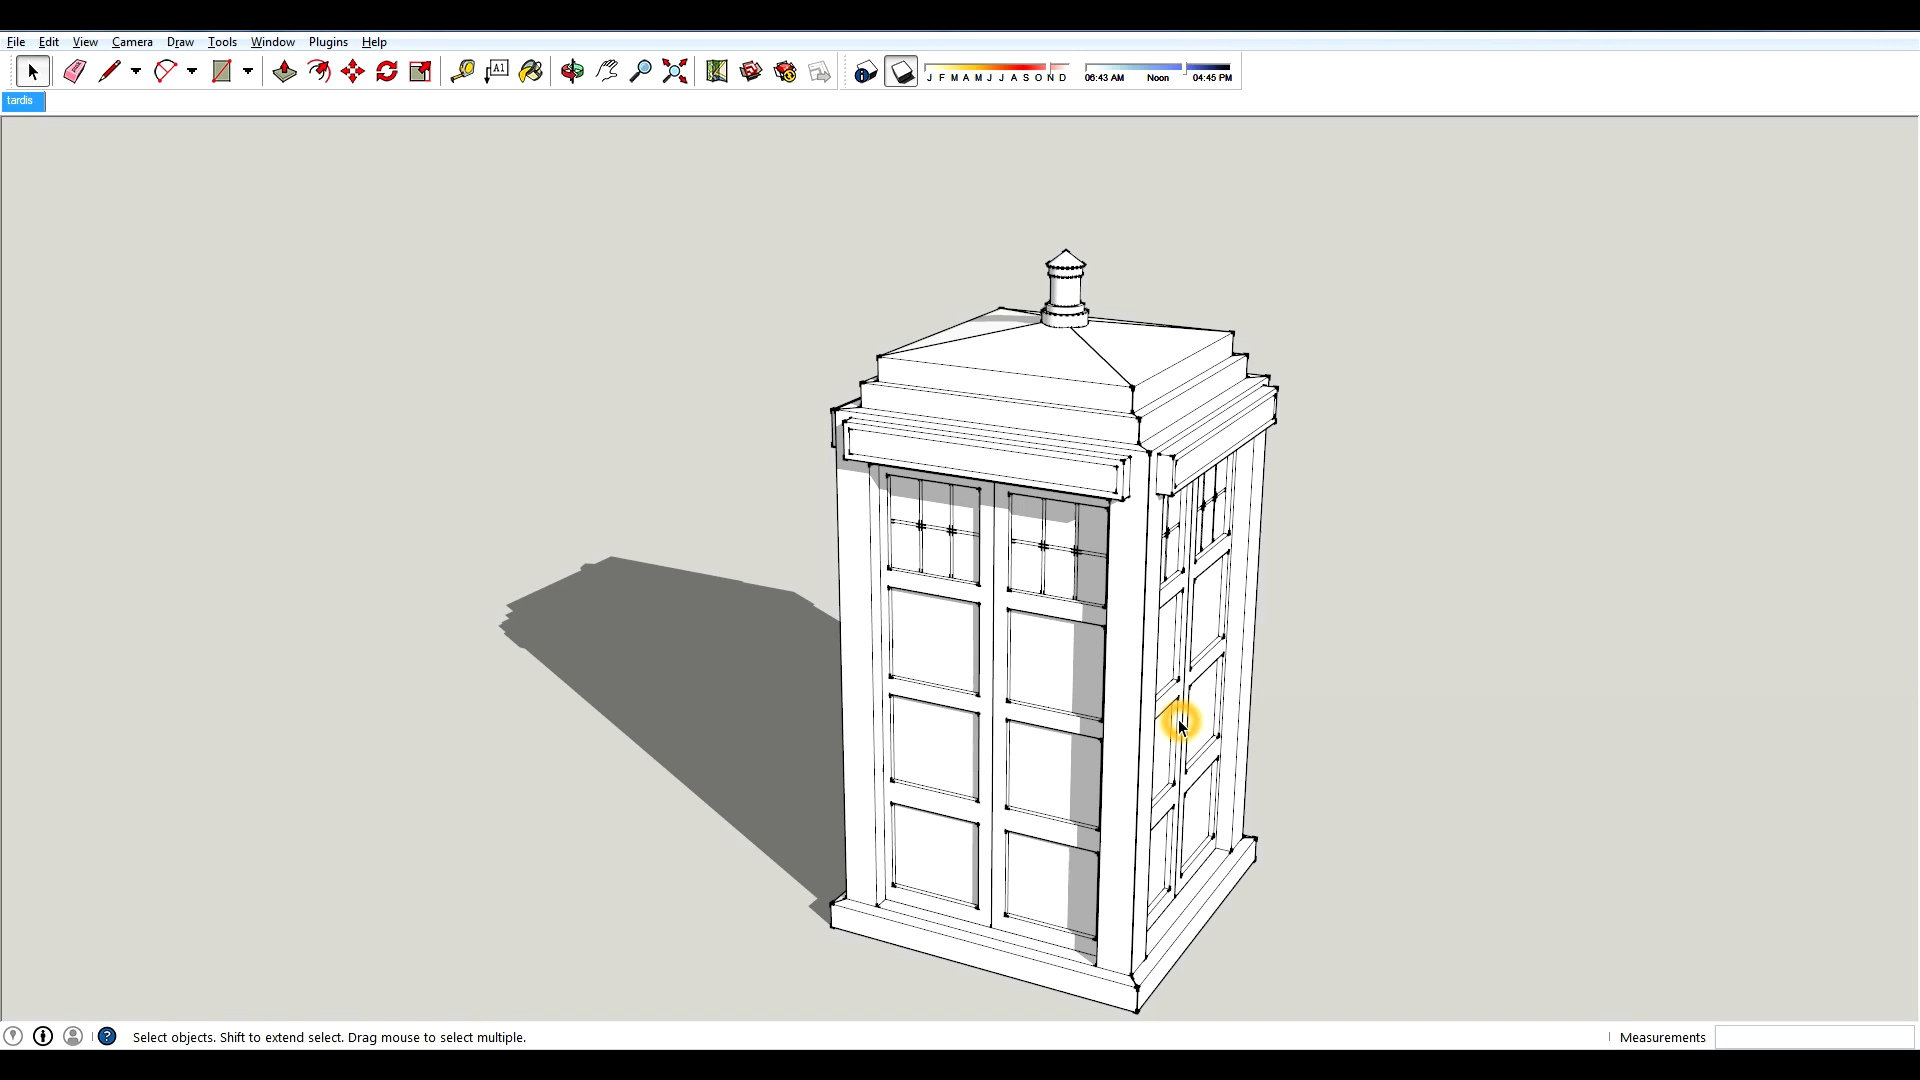 File Edit View Camera Draw Tools Window Plugins Help
A1
J F M A M J J A S O N D 06:43 AM Noon 04:45 PM
tardis
? Select objects. Shift to extend select. Drag mouse to select multiple. Measurements